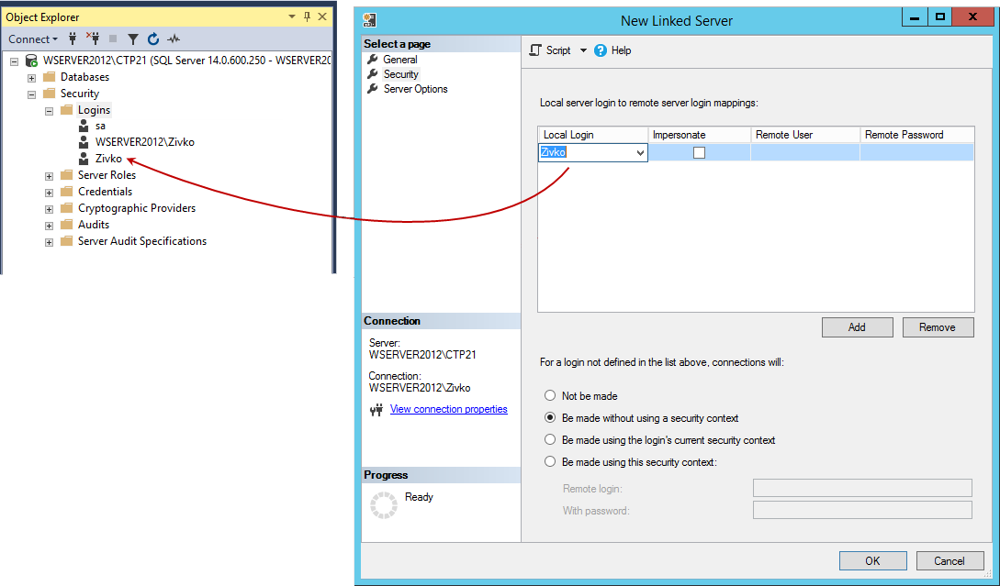 Object Explorer
Connect
WSERVER2012\CTP21 (SQL Server 14.0.600.250 - WSERVER20
Databases
Security
Logins
sa
WSERVER2012\Zivko
Zivko
Server Roles
Credentials
Cryptographic Providers
Audits
Server Audit Specifications
New Linked Server
Select a page
General
Security
Server Options
Script
Help
Local server login to remote server login mappings:
Local Login Impersonate Remote User Remote Password
Zivko
Add Remove
Connection
Server:
WSERVER2012\CTP21
Connection:
WSERVER2012\Zivko
View connection properties
Progress
Ready
For a login not defined in the list above, connections will:
Not be made
Be made without using a security context
Be made using the login's current security context
Be made using this security context:
Remote login:
With password:
OK Cancel